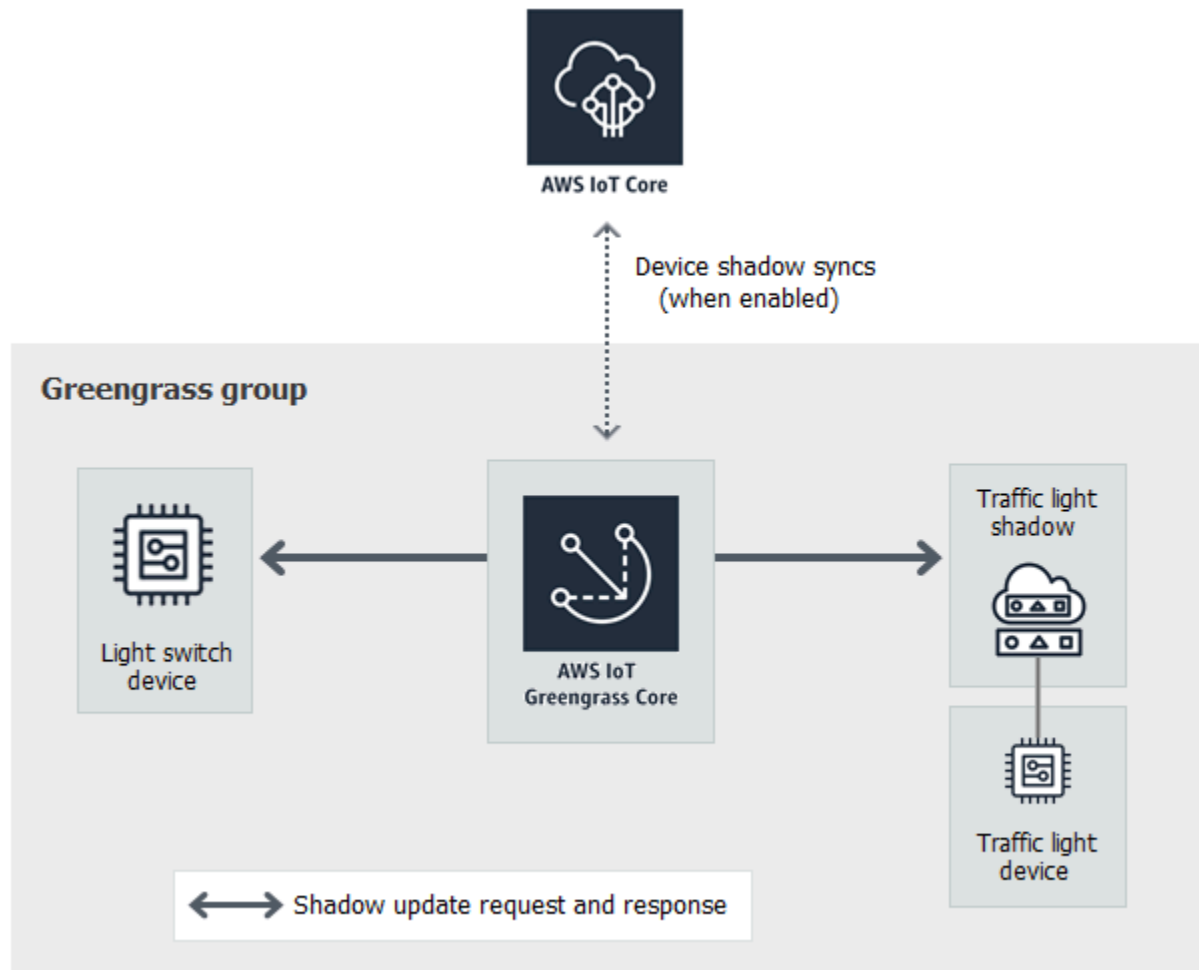 AWS IoT Core
Device shadow syncs
(when enabled)
Greengrass group
Light switch
device
AWS IoT
Greengrass Core
Traffic light
shadow
Traffic light
device
Shadow update request and response